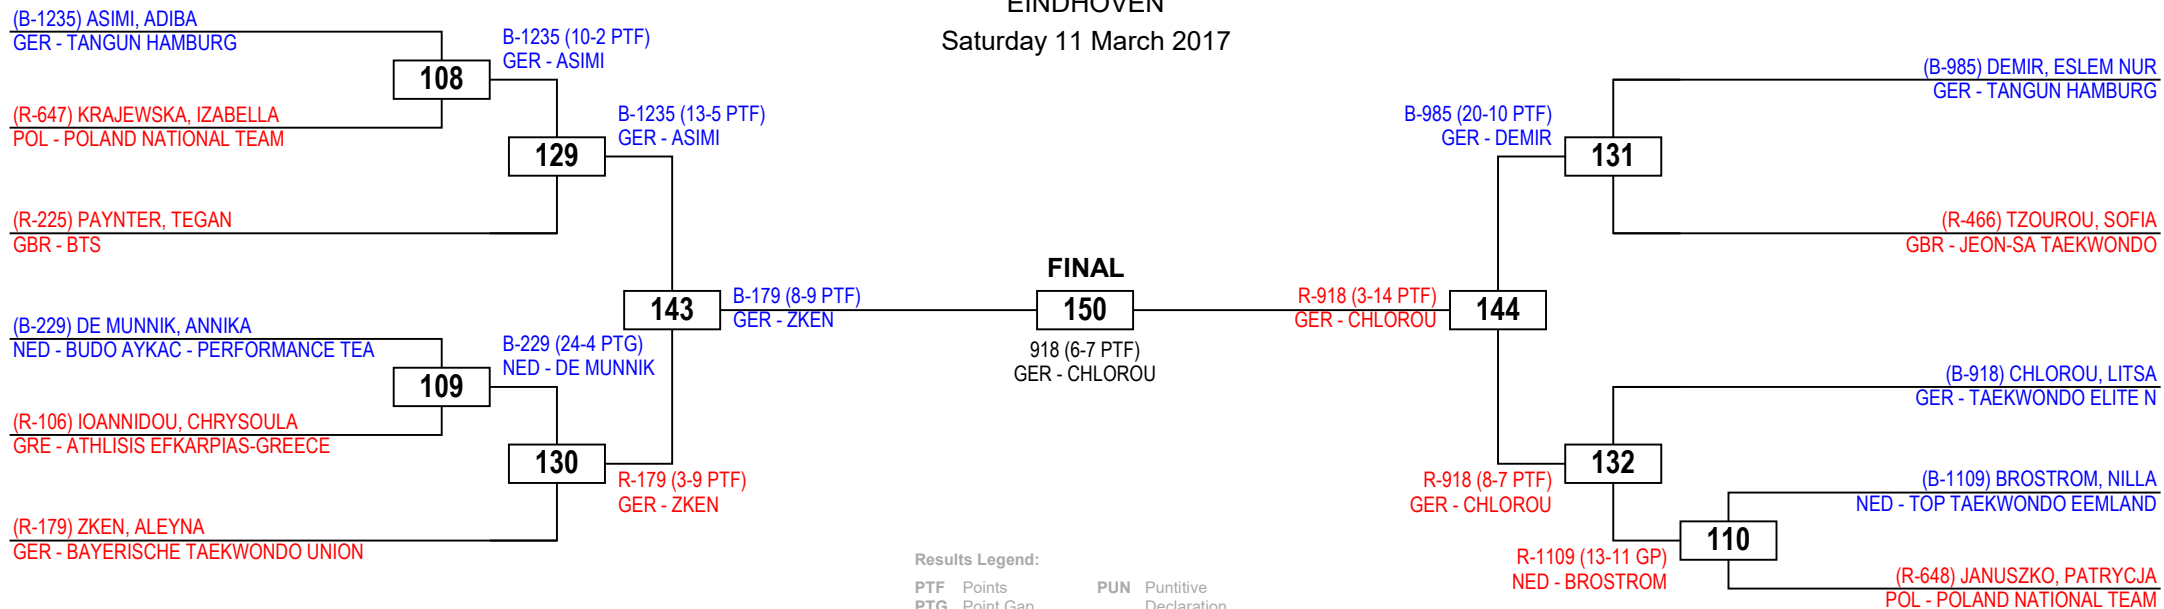 EINDHOVEN
Saturday 11 March 2017
(B-1235) ASIMI, ADIBA
GER - TANGUN HAMBURG
108
B-1235 (10-2 PTF)
GER - ASIMI
(R-647) KRAJEWSKA, IZABELLA
POL - POLAND NATIONAL TEAM
129
B-1235 (13-5 PTF)
GER - ASIMI
(R-225) PAYNTER, TEGAN
GBR - BTS
143
B-179 (8-9 PTF)
GER - ZKEN
(B-229) DE MUNNIK, ANNIKA
NED - BUDO AYKAC - PERFORMANCE TEA
109
B-229 (24-4 PTG)
NED - DE MUNNIK
(R-106) IOANNIDOU, CHRYSOULA
GRE - ATHLISIS EFKARPIAS-GREECE
130
R-179 (3-9 PTF)
GER - ZKEN
(R-179) ZKEN, ALEYNA
GER - BAYERISCHE TAEKWONDO UNION
FINAL
150
918 (6-7 PTF)
GER - CHLOROU
(B-985) DEMIR, ESLEM NUR
GER - TANGUN HAMBURG
B-985 (20-10 PTF)
GER - DEMIR
131
(R-466) TZOUROU, SOFIA
GBR - JEON-SA TAEKWONDO
R-918 (3-14 PTF)
GER - CHLOROU
144
(B-918) CHLOROU, LITSA
GER - TAEKWONDO ELITE N
R-918 (8-7 PTF)
GER - CHLOROU
132
(B-1109) BROSTROM, NILLA
NED - TOP TAEKWONDO EEMLAND
R-1109 (13-11 GP)
NED - BROSTROM
110
(R-648) JANUSZKO, PATRYCJA
POL - POLAND NATIONAL TEAM
Results Legend:
PTF Points PUN Puntitive
PTG Point Gap Declaration